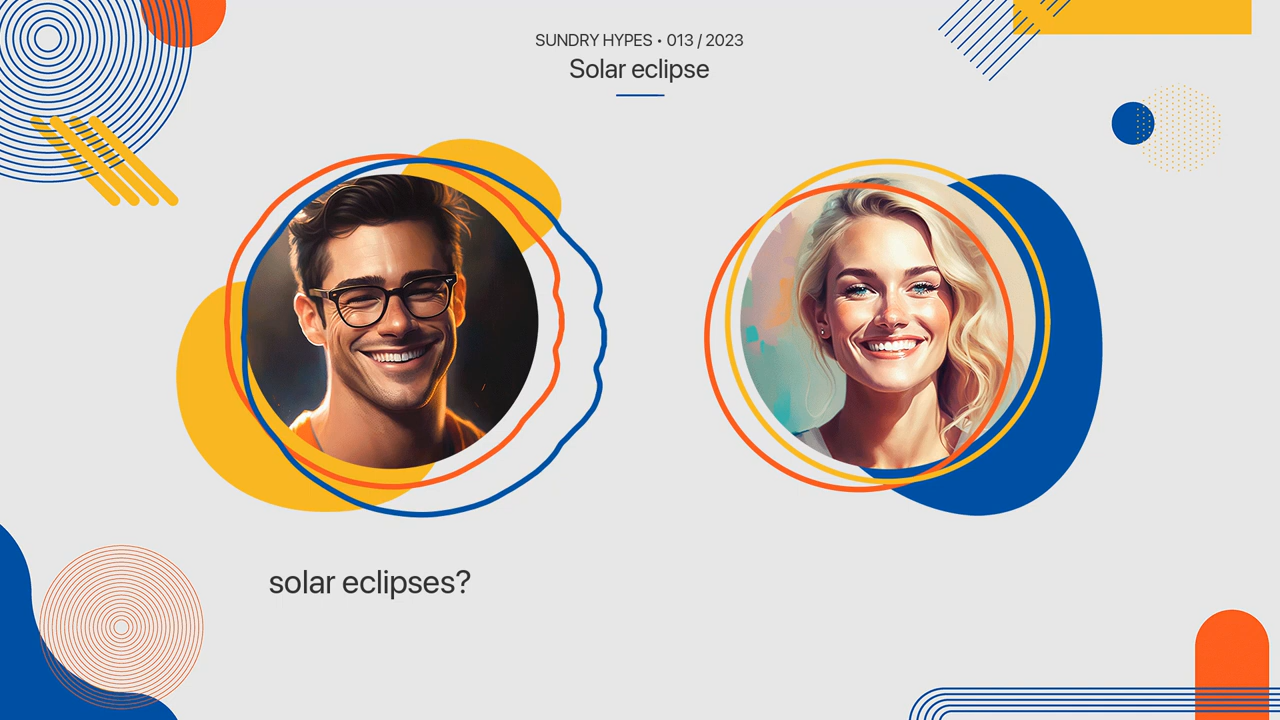 SUNDRY HYPES • 013 / 2023
Solar eclipse
solar eclipses?